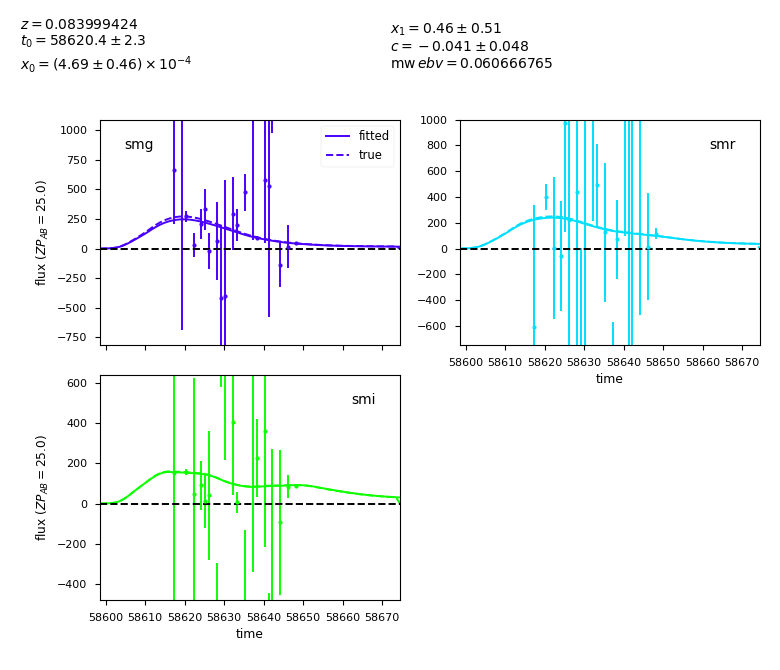 z = 0.083999424
t₀ = 58620.4 ± 2.3
x₀ = (4.69 ± 0.46) × 10⁻⁴
x₁ = 0.46 ± 0.51
c = −0.041 ± 0.048
mw ebv = 0.060666765
smg
fitted
true
1000
750
500
250
0
−250
−500
−750
flux (ZP_AB = 25.0)
smr
1000
800
600
400
200
0
−200
−400
−600
58600 58610 58620 58630 58640 58650 58660 58670
time
smi
600
400
200
0
−200
−400
flux (ZP_AB = 25.0)
58600 58610 58620 58630 58640 58650 58660 58670
time